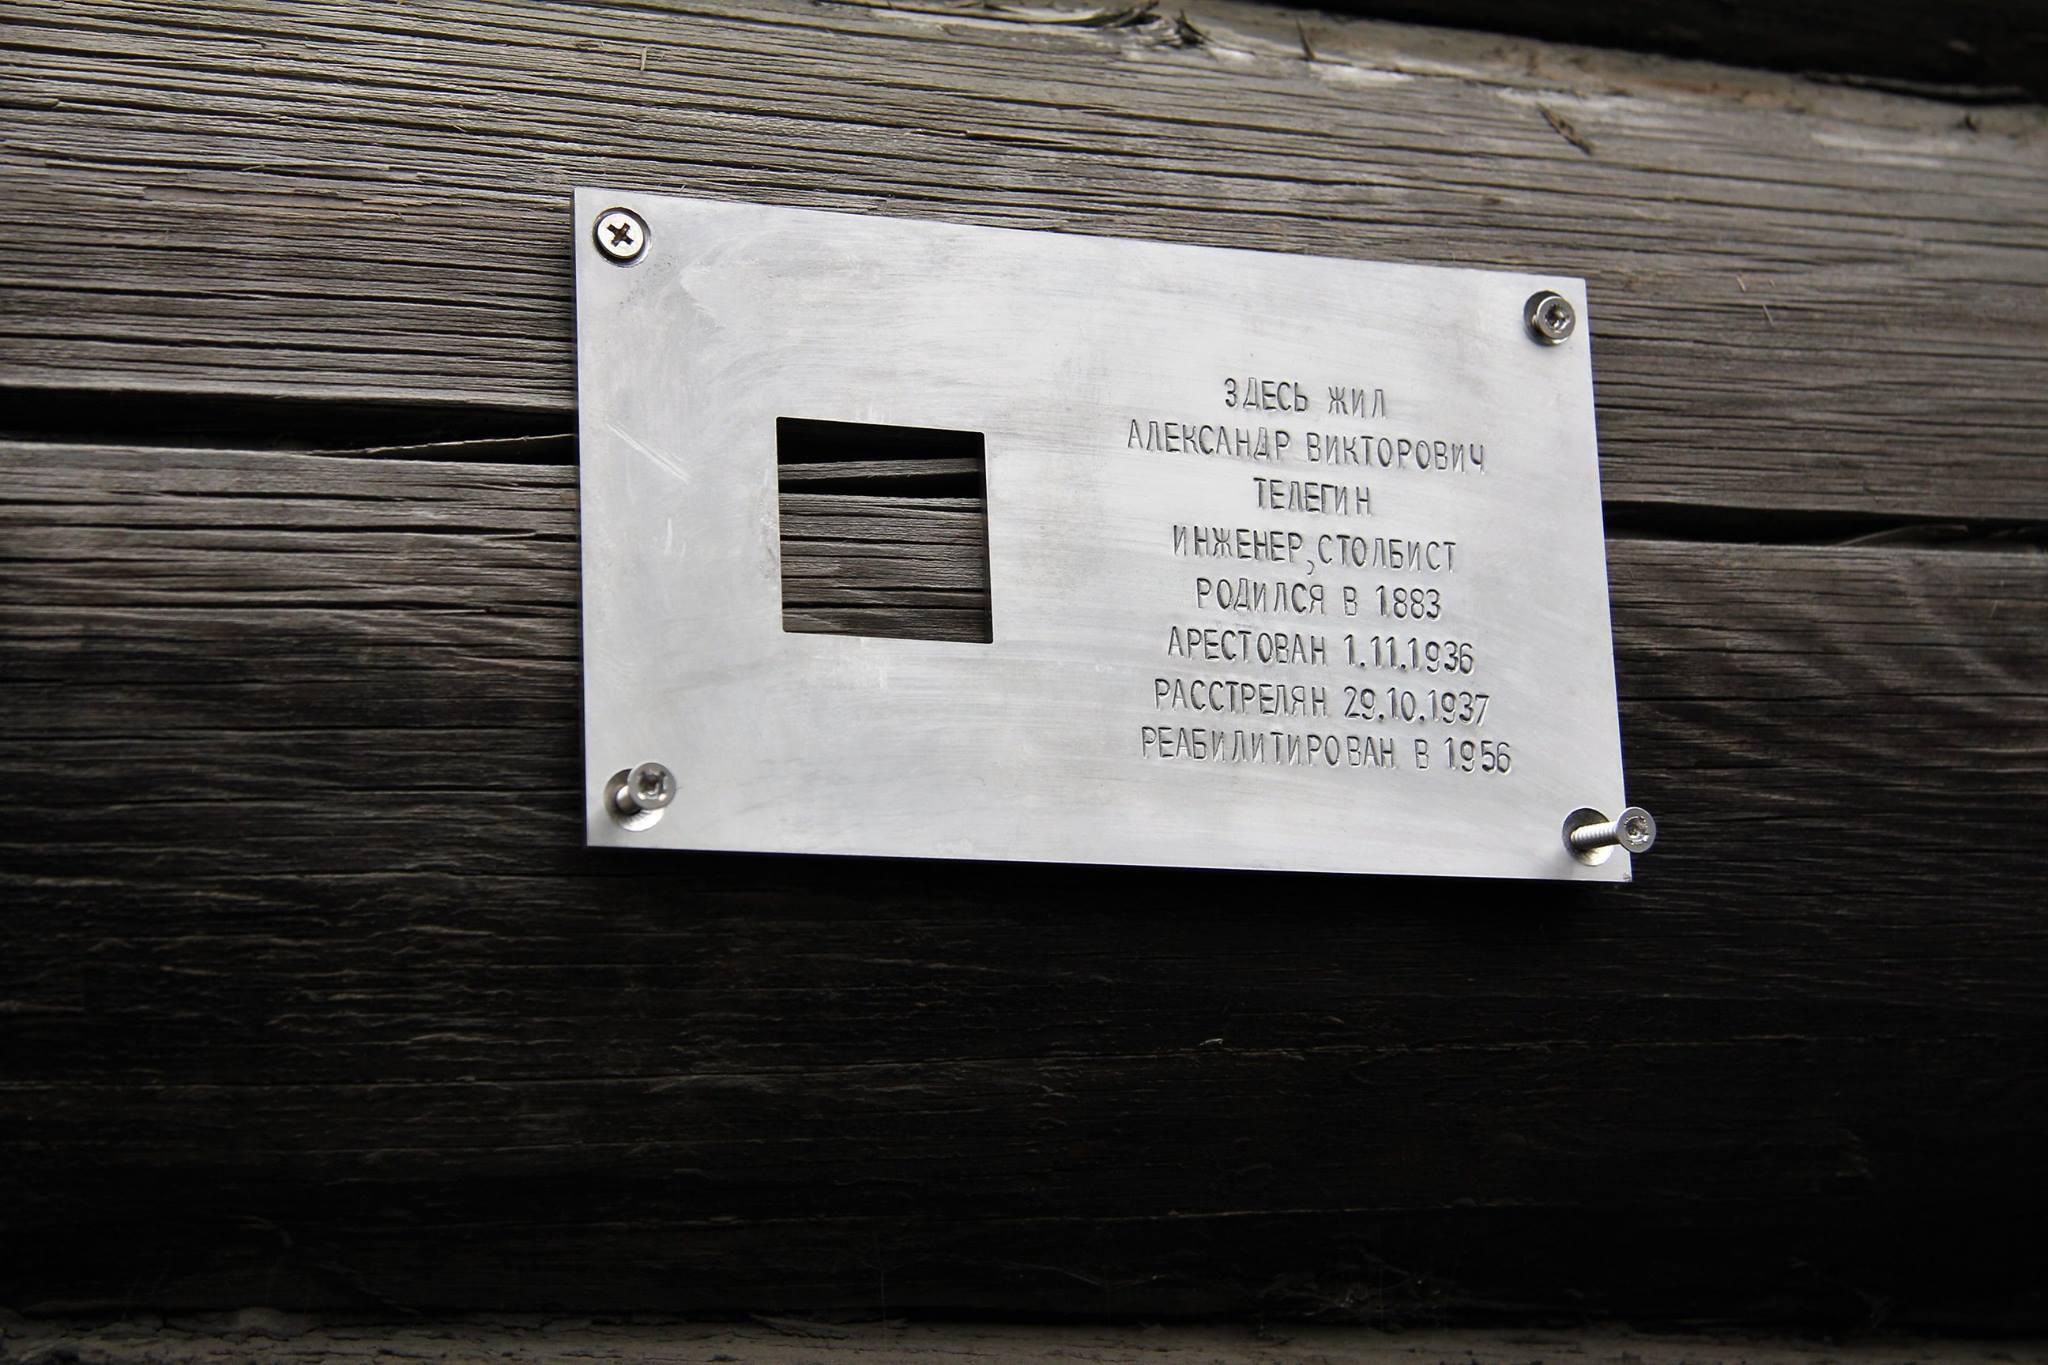 ЗДЕСЬ ЖИЛ
АЛЕКСАНДР ВИКТОРОВИЧ
ТЕЛЕГИН
ИНЖЕНЕР, СТОЛБИСТ
РОДИЛСЯ В 1883
АРЕСТОВАН 1.11.1936
РАССТРЕЛЯН 29.10.1937
РЕАБИЛИТИРОВАН В 1956